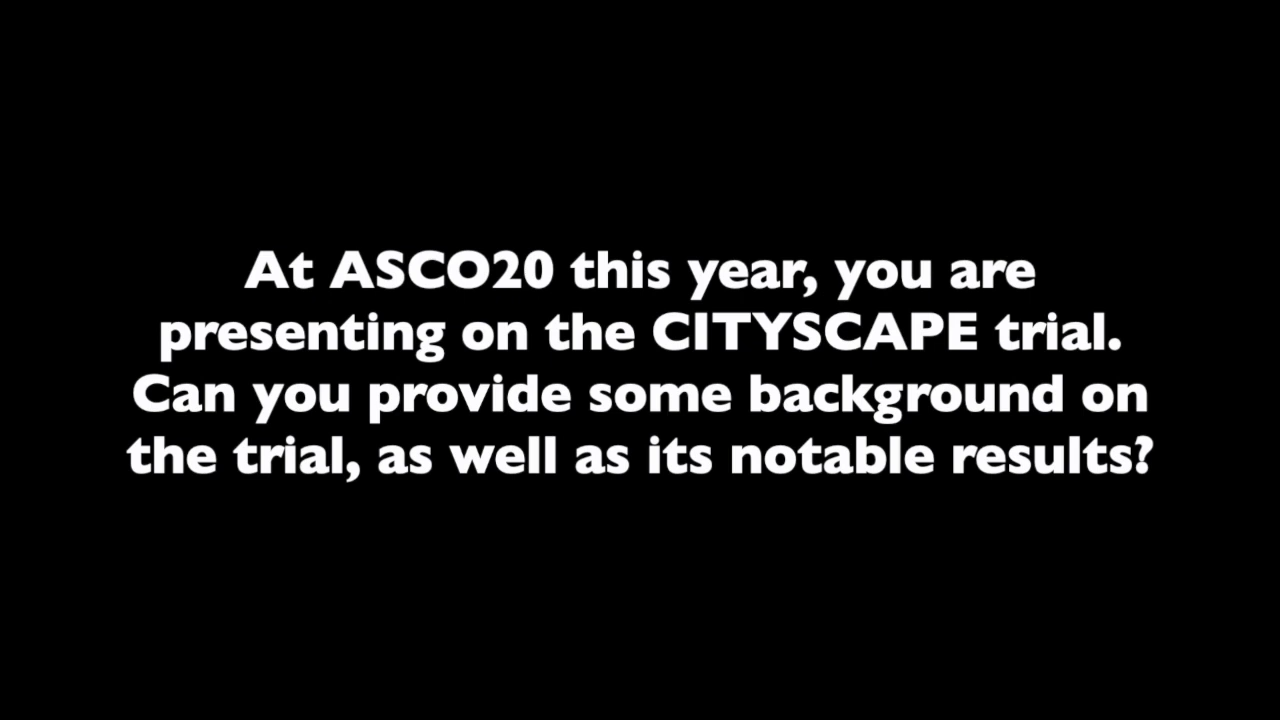 At ASCO20 this year, you are
presenting on the CITYSCAPE trial.
Can you provide some background on
the trial, as well as its notable results?